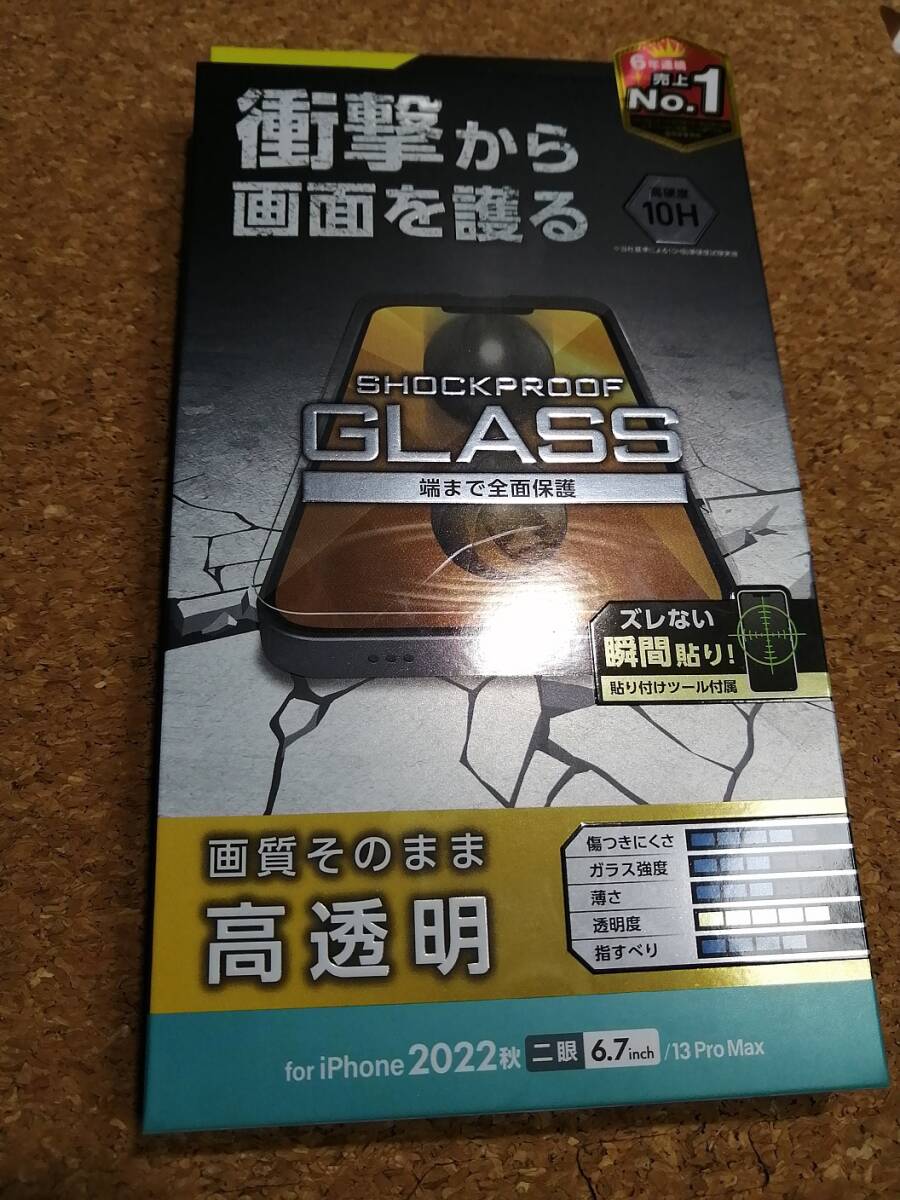 衝撃から
画面を護る
6年連続
売上
No.1
高硬度
10H
SHOCKPROOF
GLASS
端まで全面保護
ズレない
瞬間貼り!
貼り付けツール付属
画質そのまま
高透明
傷つきにくさ
ガラス強度
薄さ
透明度
指すべり
for iPhone 2022秋 二眼 6.7inch /13 Pro Max